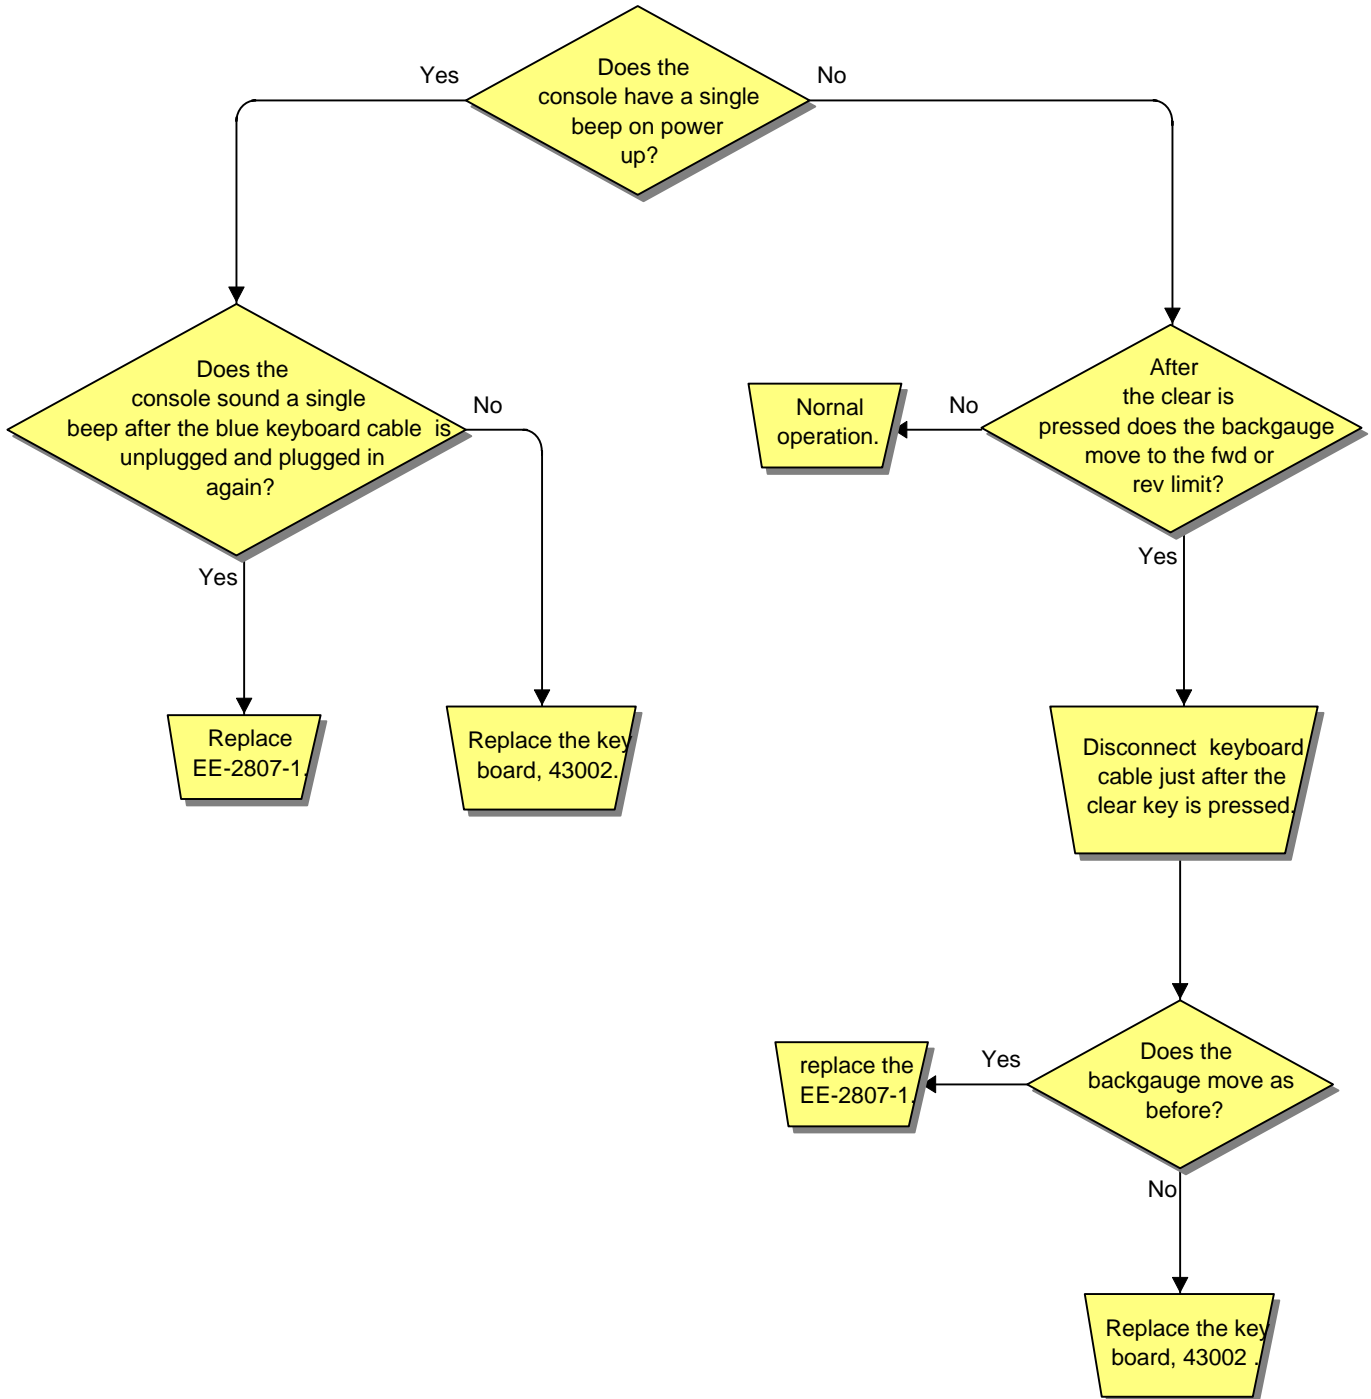 Does the
console have a single
beep on power
up?
Yes
No
Does the
console sound a single
beep after the blue keyboard cable is
unplugged and plugged in
again?
No
Yes
Replace
EE-2807-1.
Replace the key
board, 43002.
After
the clear is
pressed does the backgauge
move to the fwd or
rev limit?
No
Nornal
operation.
Yes
Disconnect keyboard
cable just after the
clear key is pressed.
Does the
backgauge move as
before?
Yes
replace the
EE-2807-1.
No
Replace the key
board, 43002 .